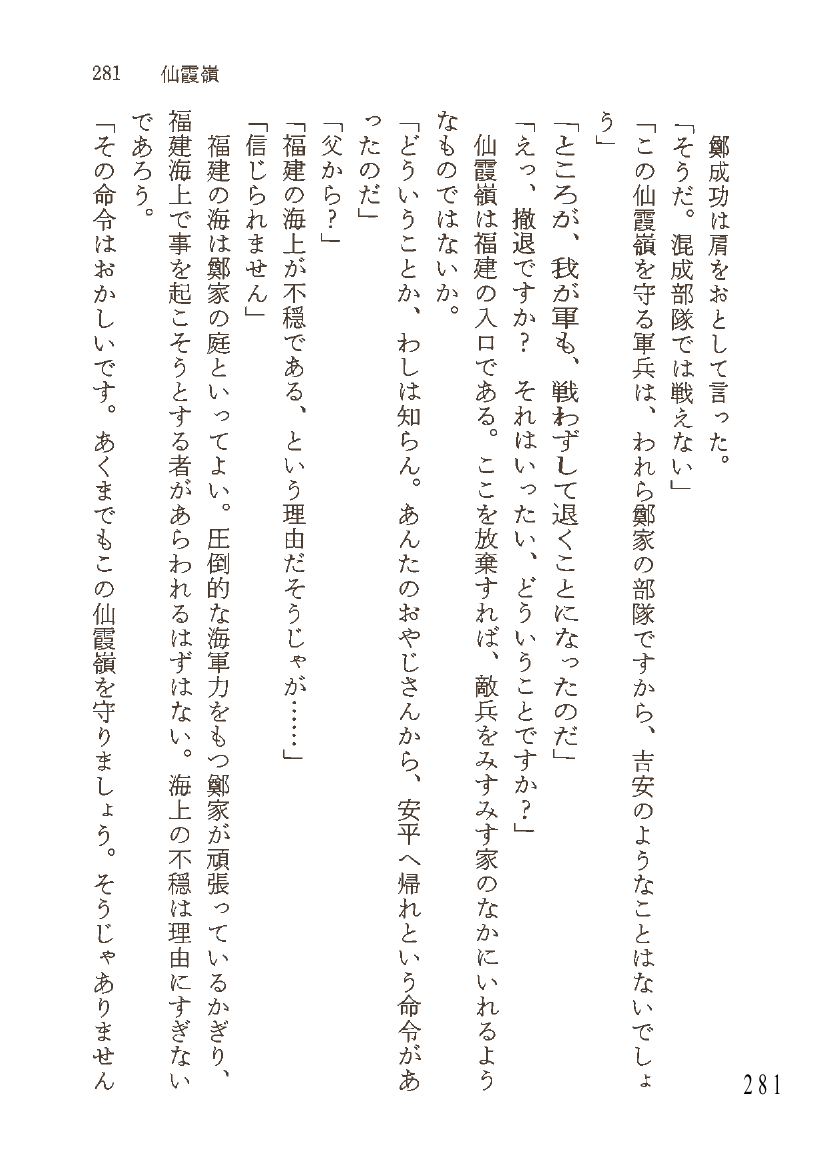 281　仙霞嶺
　鄭成功は肩をおとして言った。
「そうだ。混成部隊では戦えない」
「この仙霞嶺を守る軍兵は、われら鄭家の部隊ですから、吉安のようなことはないでしょ
う」
「ところが、我が軍も、戦わずして退くことになったのだ」
「えっ、撤退ですか？　それはいったい、どういうことですか？」
　仙霞嶺は福建の入口である。ここを放棄すれば、敵兵をみすみす家のなかにいれるよう
なものではないか。
「どういうことか、わしは知らん。あんたのおやじさんから、安平へ帰れという命令があ
ったのだ」
「父から？」
「福建の海上が不穏である、という理由だそうじゃが……」
「信じられません」
　福建の海は鄭家の庭といってよい。圧倒的な海軍力をもつ鄭家が頑張っているかぎり、
福建海上で事を起こそうとする者があらわれるはずはない。海上の不穏は理由にすぎない
であろう。
「その命令はおかしいです。あくまでもこの仙霞嶺を守りましょう。そうじゃありません
281